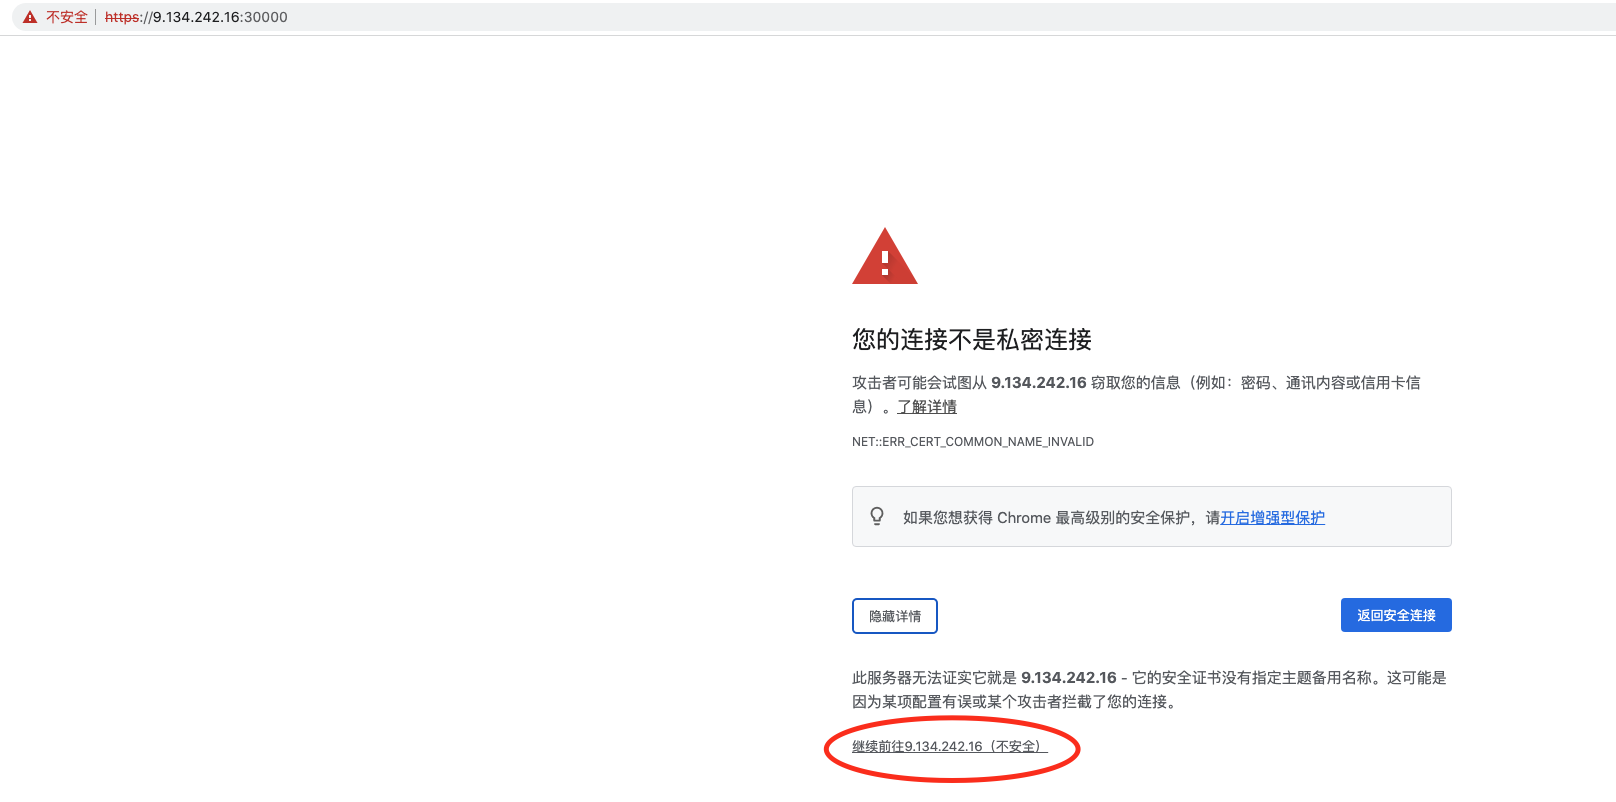 不安全 https://9.134.242.16:30000
您的连接不是私密连接
攻击者可能会试图从 9.134.242.16 窃取您的信息（例如：密码、通讯内容或信用卡信
息）。了解详情
NET::ERR_CERT_COMMON_NAME_INVALID
如果您想获得 Chrome 最高级别的安全保护，请开启增强型保护
隐藏详情 返回安全连接
此服务器无法证实它就是 9.134.242.16 - 它的安全证书没有指定主题备用名称。这可能是
因为某项配置有误或某个攻击者拦截了您的连接。
继续前往9.134.242.16（不安全）